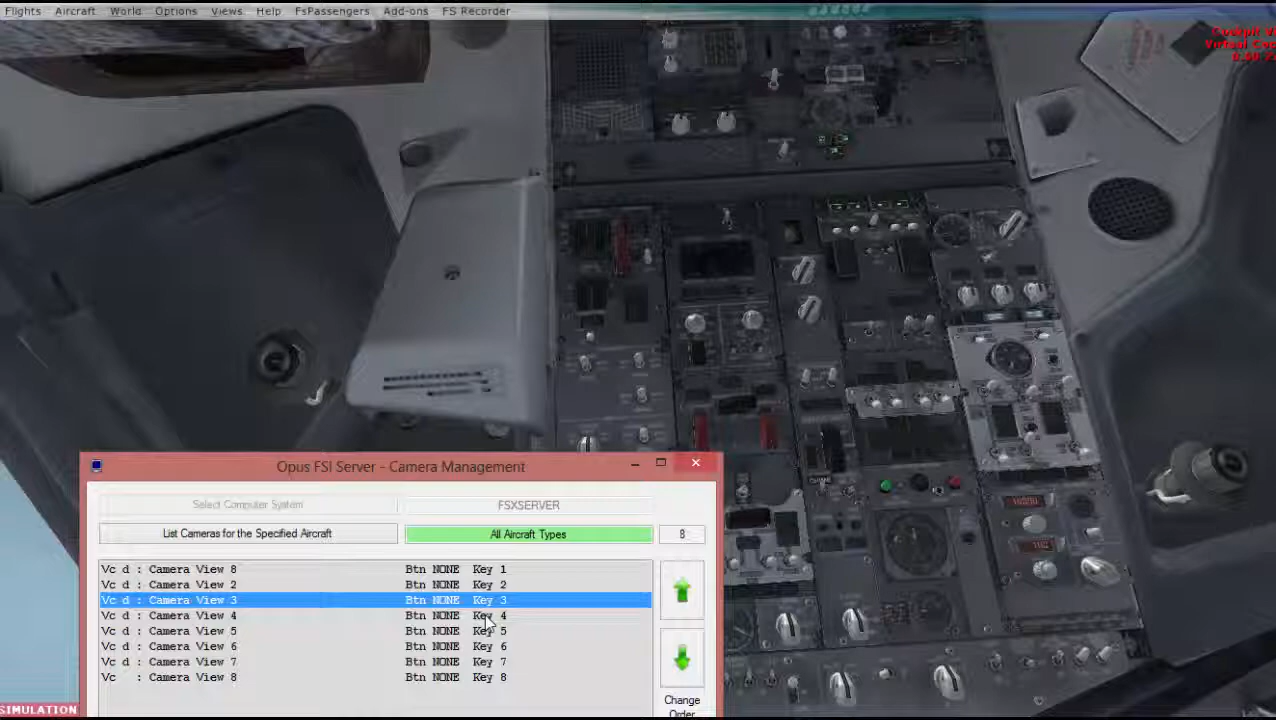 Flights Aircraft World Options Views Help FsPassengers Add-ons FS Recorder
Opus FSI Server - Camera Management
Select Computer System FSXSERVER
List Cameras for the Specified Aircraft All Aircraft Types 8
Vc d : Camera View 8 Btn NONE Key 1
Vc d : Camera View 2 Btn NONE Key 2
Vc d : Camera View 3 Btn NONE Key 3
Vc d : Camera View 4 Btn NONE Key 4
Vc d : Camera View 5 Btn NONE Key 5
Vc d : Camera View 6 Btn NONE Key 6
Vc d : Camera View 7 Btn NONE Key 7
Vc : Camera View 8 Btn NONE Key 8
Change
Order
SIMULATION